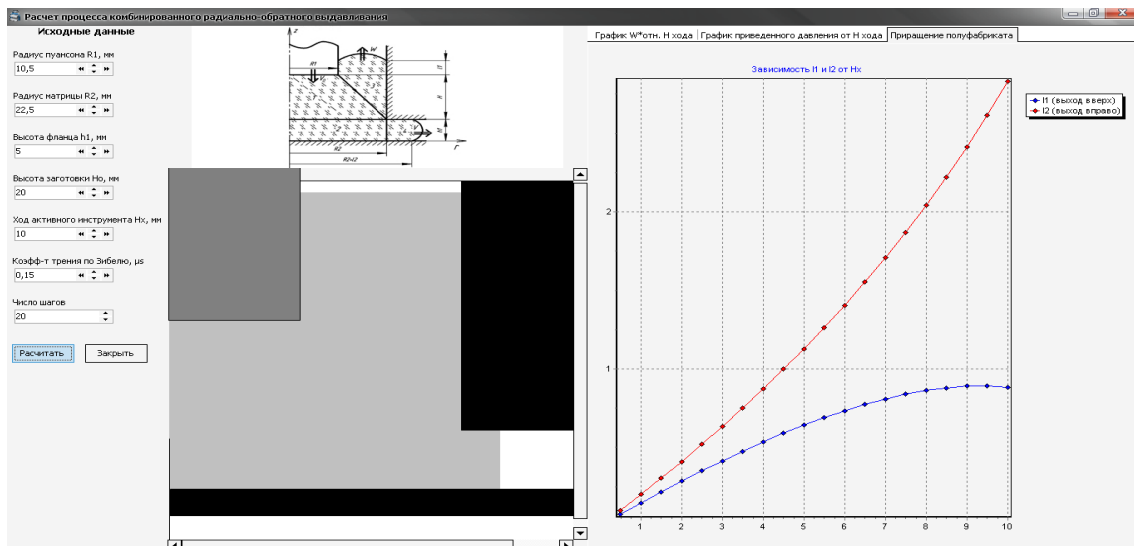 Расчет процесса комбинированного радиально-обратного выдавливания
Исходные данные
Радиус пуансона R1, мм
10,5
Радиус матрицы R2, мм
22,5
Высота фланца h1, мм
5
Высота заготовки Ho, мм
20
Ход активного инструмента Hx, мм
10
Коэфф-т трения по Зибелю, μs
0,15
Число шагов
20
Расчитать
Закрыть
z
W
R1
r
R2
R2+l2
График W*отн. Н хода
График приведенного давления от Н хода
Приращение полуфабриката
Зависимость l1 и l2 от Hx
l1 (выход вверх)
l2 (выход вправо)
2
1
1 2 3 4 5 6 7 8 9 10